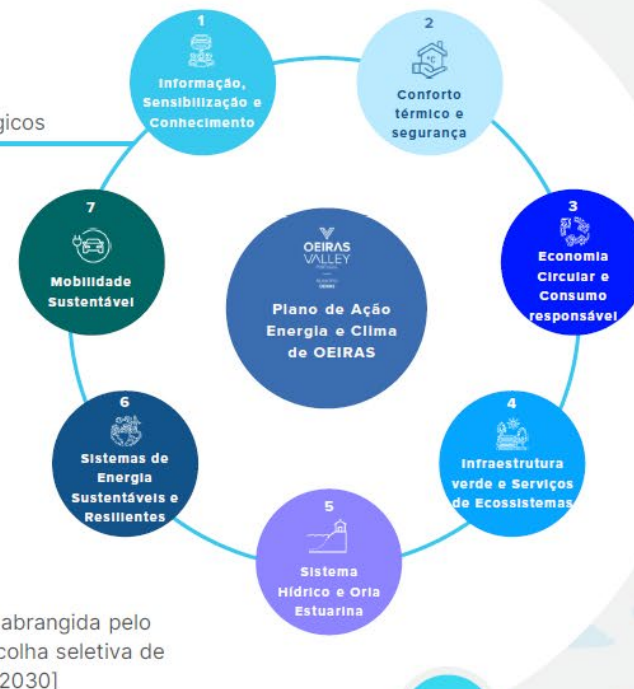 1
Informação,
Sensibilização e
Conhecimento
2
Conforto
térmico e
segurança
gicos
7
Mobilidade
Sustentável
OEIRAS
VALLEY
Plano de Ação
Energia e Clima
de OEIRAS
3
Economia
Circular e
Consumo
responsável
6
Sistemas de
Energia
Sustentáveis e
Resilientes
4
Infraestrutura
verde e Serviços
de Ecossistemas
5
Sistema
Hídrico e Orla
Estuarina
abrangida pelo
colha seletiva de
2030]